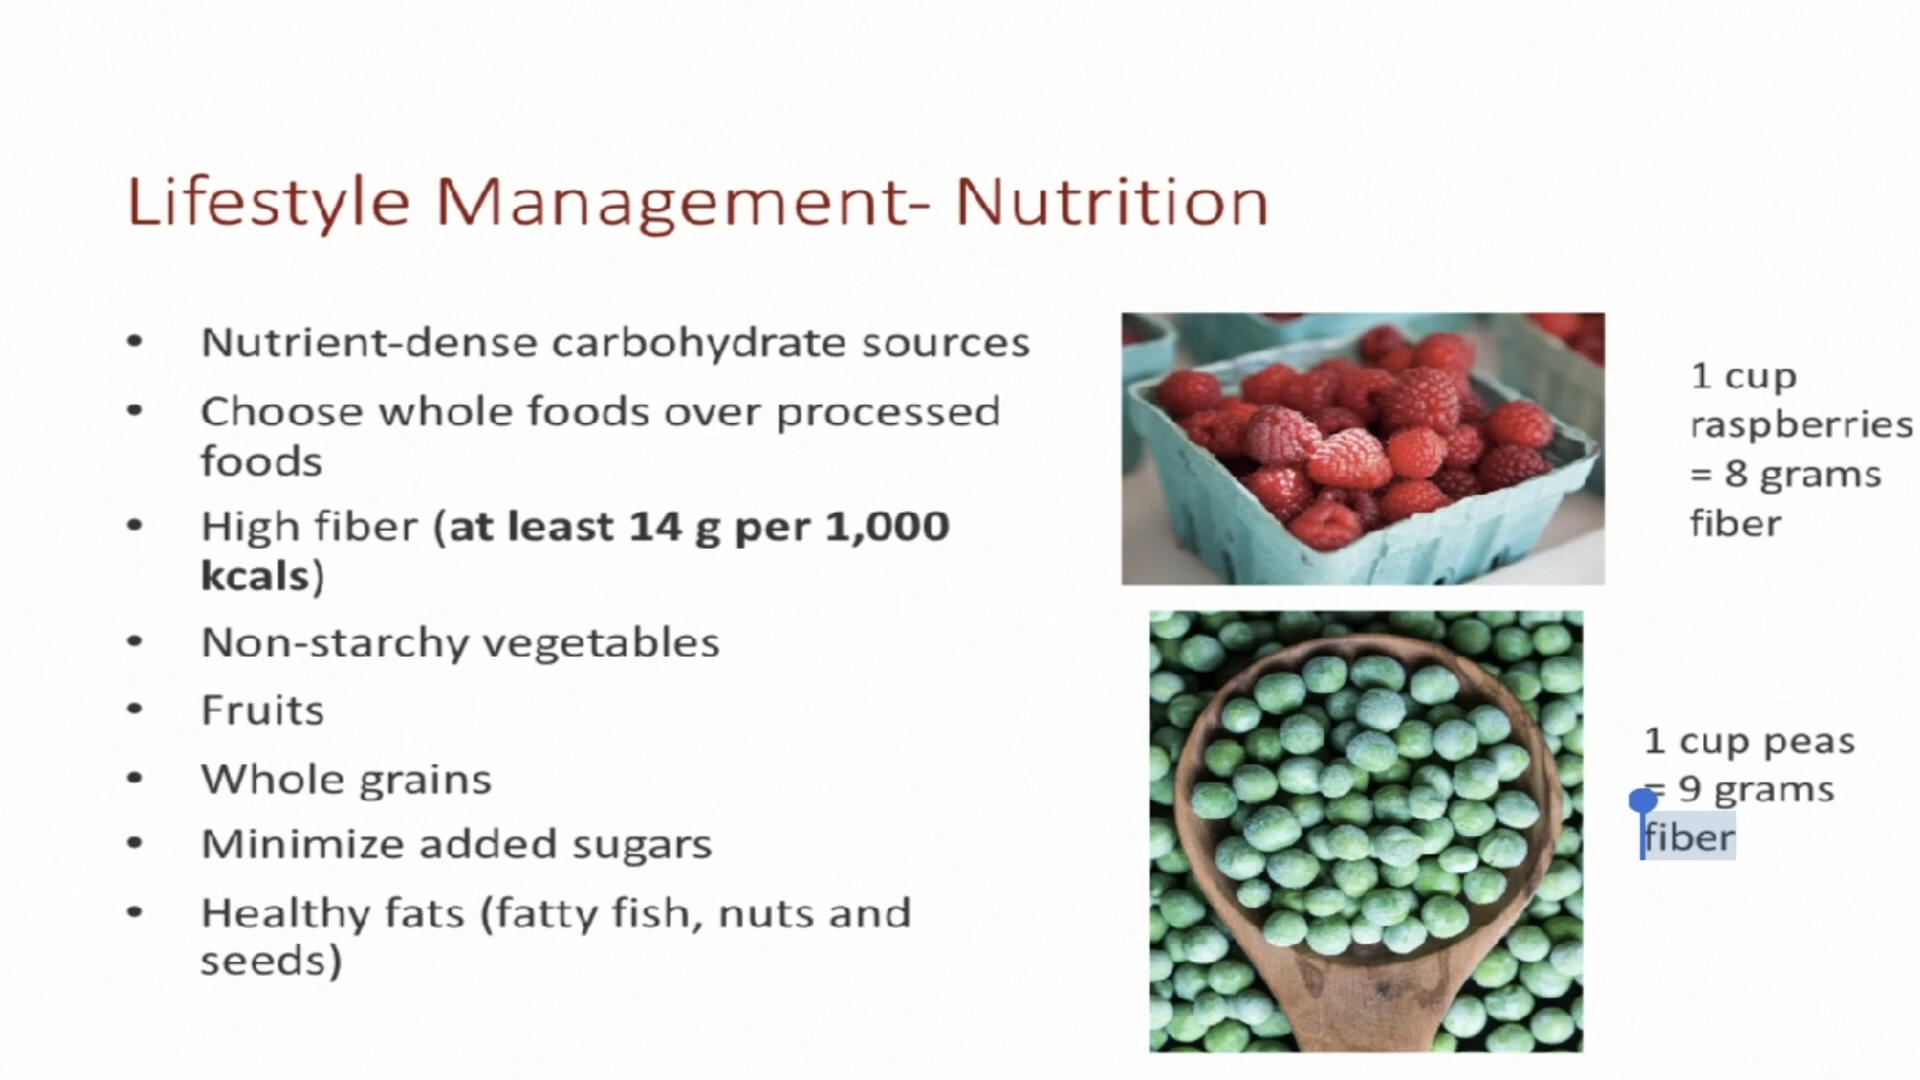 Lifestyle Management- Nutrition
• Nutrient-dense carbohydrate sources
• Choose whole foods over processed
foods
• High fiber (at least 14 g per 1,000
kcals)
• Non-starchy vegetables
• Fruits
• Whole grains
• Minimize added sugars
• Healthy fats (fatty fish, nuts and
seeds)
1 cup
raspberries
= 8 grams
fiber
1 cup peas
= 9 grams
fiber